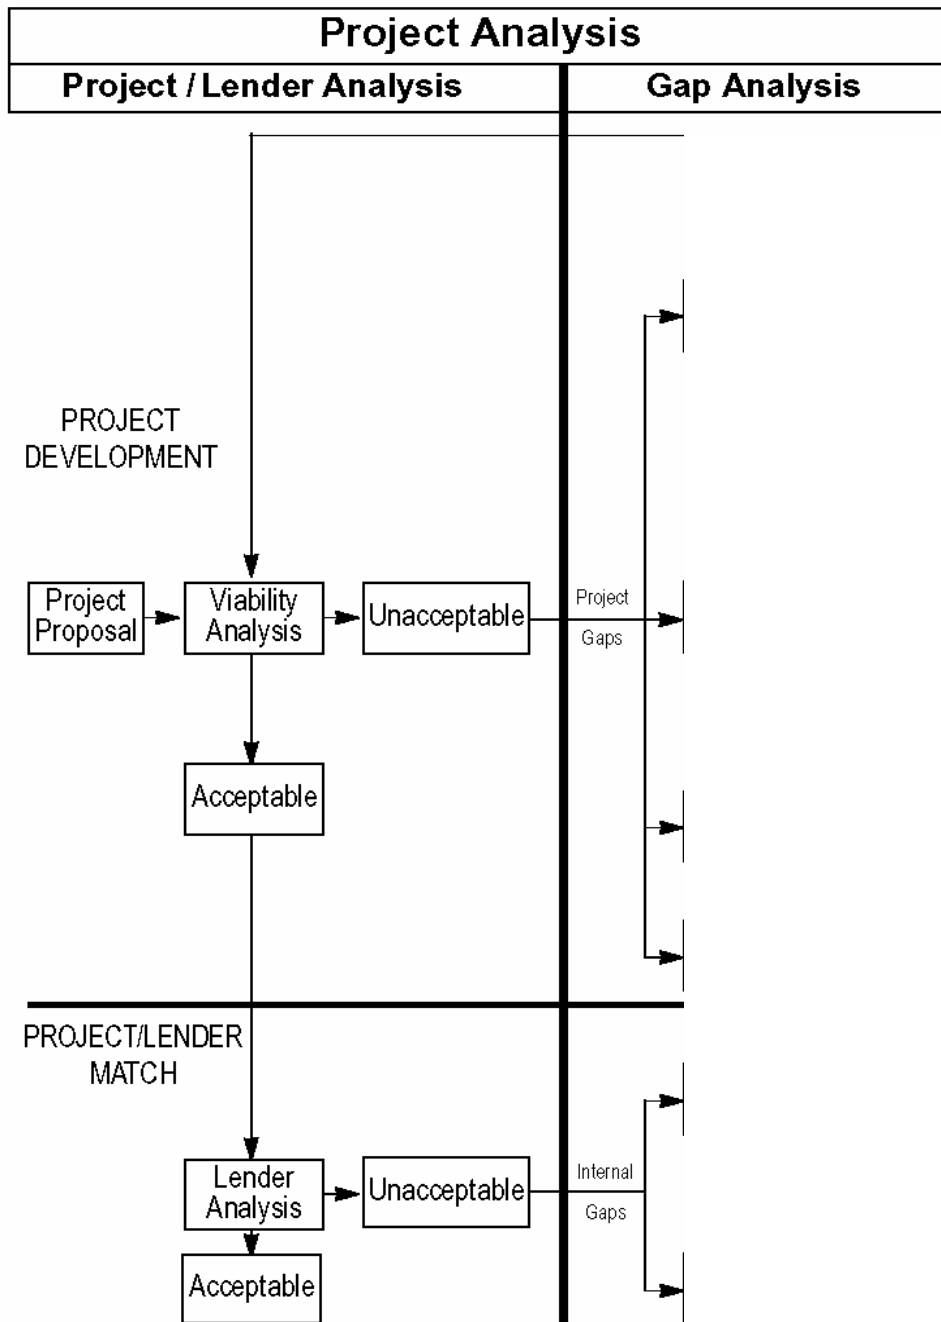 Project Analysis
Project / Lender Analysis
Gap Analysis
PROJECT
DEVELOPMENT
Project
Proposal
Viability
Analysis
Unacceptable
Project
Gaps
Acceptable
PROJECT/LENDER
MATCH
Lender
Analysis
Unacceptable
Internal
Gaps
Acceptable